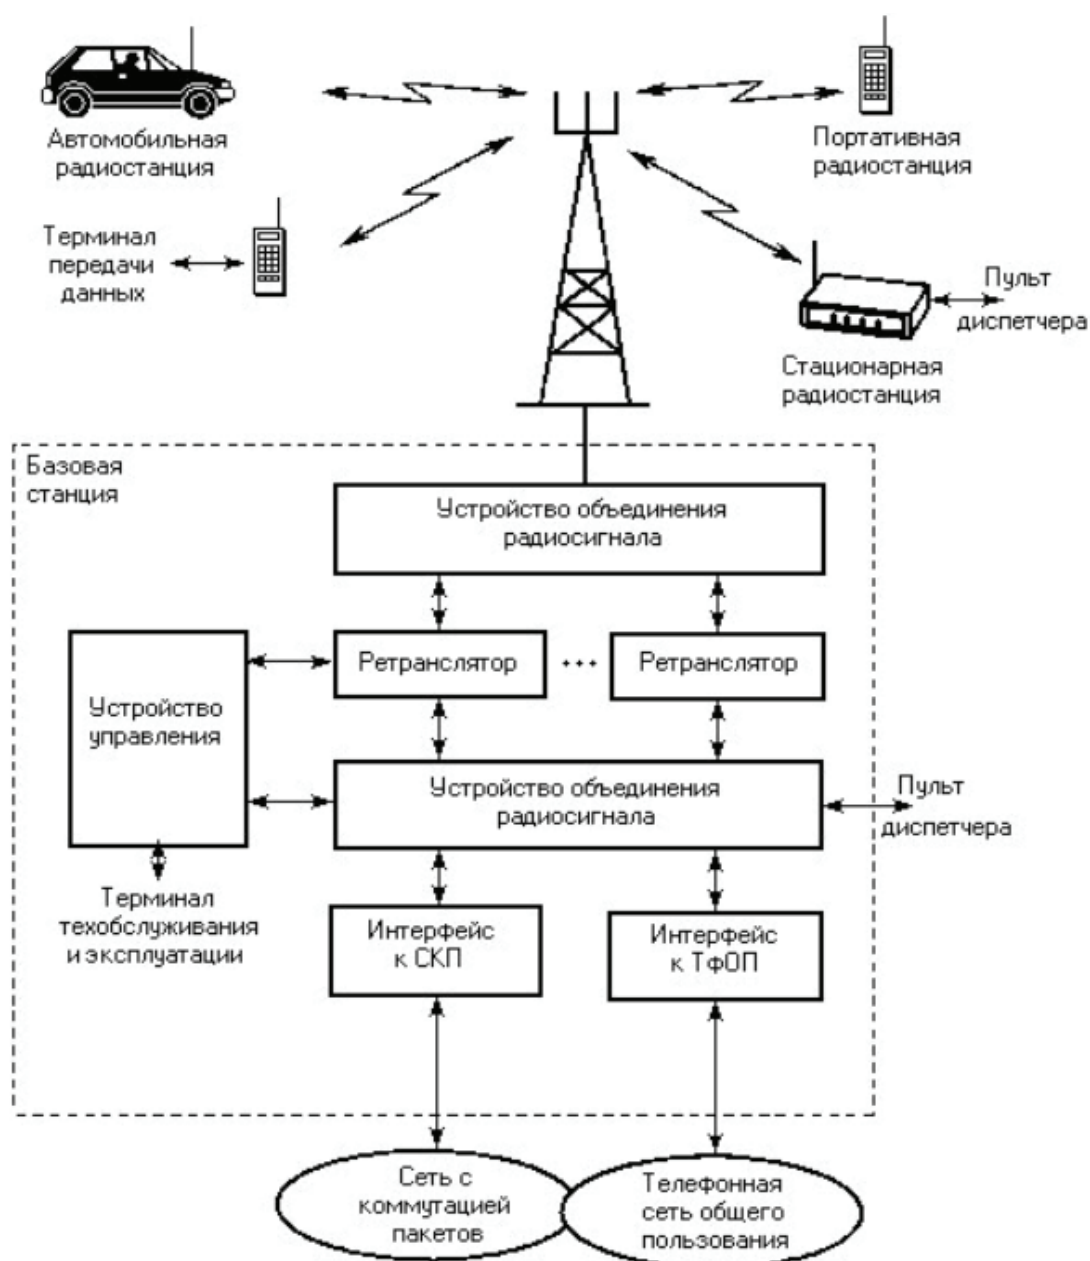 Автомобильная
радиостанция
Портативная
радиостанция
Терминал
передачи
данных
Пульт
диспетчера
Стационарная
радиостанция
Базовая
станция
Устройство объединения
радиосигнала
Ретранслятор
...
Ретранслятор
Устройство
управления
Устройство объединения
радиосигнала
Пульт
диспетчера
Терминал
техобслуживания
и эксплуатации
Интерфейс
к СКП
Интерфейс
к ТфОП
Сеть с
коммутацией
пакетов
Телефонная
сеть общего
пользования